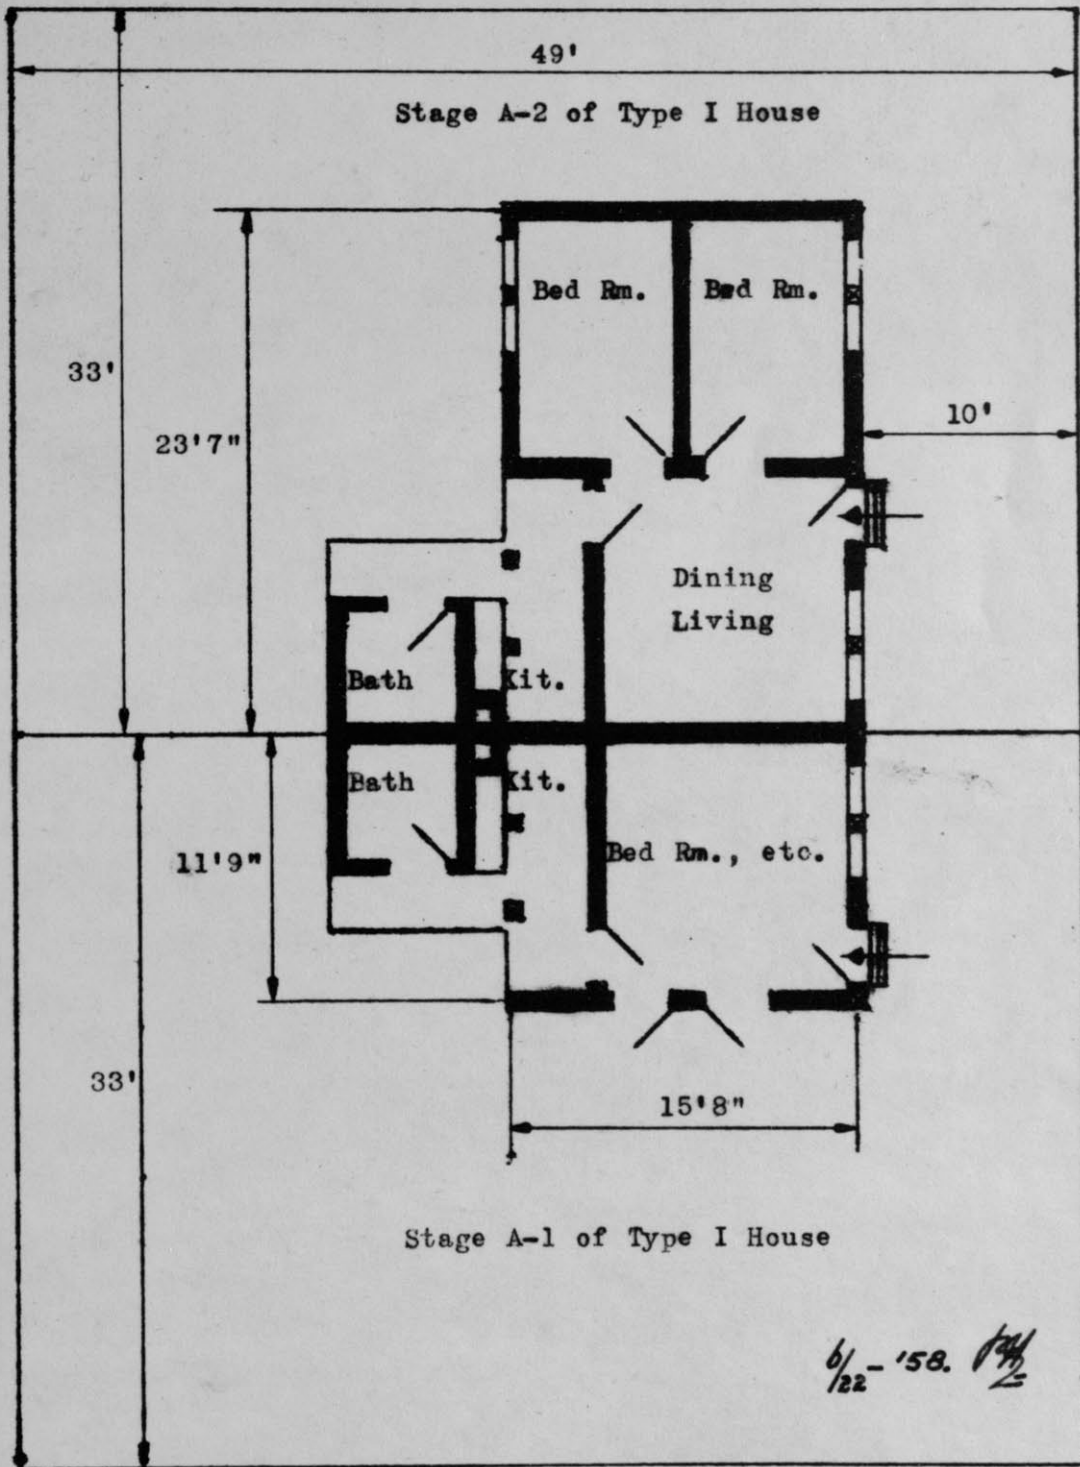 49'
Stage A-2 of Type I House
Bed Rm. Bed Rm.
33'
10'
23'7"
Dining
Living
Bath Kit.
Bath Kit.
Bed Rm., etc.
11'9"
33'
15'8"
Stage A-1 of Type I House
6/22-'58.